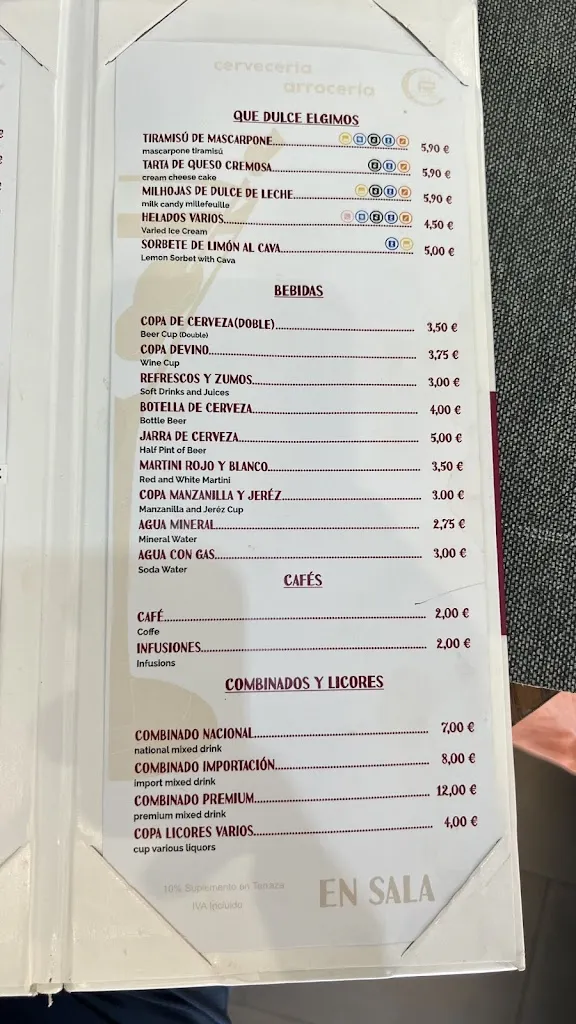 cervecería
arrocería
QUE DULCE ELGIMOS
TIRAMISÚ DE MASCARPONE 5,90 €
mascarpone tiramisú
TARTA DE QUESO CREMOSA 5,90 €
cream cheese cake
MILHOJAS DE DULCE DE LECHE 5,90 €
milk candy millefeuille
HELADOS VARIOS 4,50 €
Varied Ice Cream
SORBETE DE LIMÓN AL CAVA 5,00 €
Lemon Sorbet with Cava
BEBIDAS
COPA DE CERVEZA(DOBLE) 3,50 €
Beer Cup (Double)
COPA DEVINO 3,75 €
Wine Cup
REFRESCOS Y ZUMOS 3,00 €
Soft Drinks and Juices
BOTELLA DE CERVEZA 4,00 €
Bottle Beer
JARRA DE CERVEZA 5,00 €
Half Pint of Beer
MARTINI ROJO Y BLANCO 3,50 €
Red and White Martini
COPA MANZANILLA Y JERÉZ 3.00 €
Manzanilla and Jeréz Cup
AGUA MINERAL 2,75 €
Mineral Water
AGUA CON GAS 3,00 €
Soda Water
CAFÉS
CAFÉ 2,00 €
Coffe
INFUSIONES 2,00 €
Infusions
COMBINADOS Y LICORES
COMBINADO NACIONAL 7,00 €
national mixed drink
COMBINADO IMPORTACIÓN 8,00 €
import mixed drink
COMBINADO PREMIUM 12,00 €
premium mixed drink
COPA LICORES VARIOS 4,00 €
cup various liquors
10% Suplemento en Terraza
IVA Incluido
EN SALA